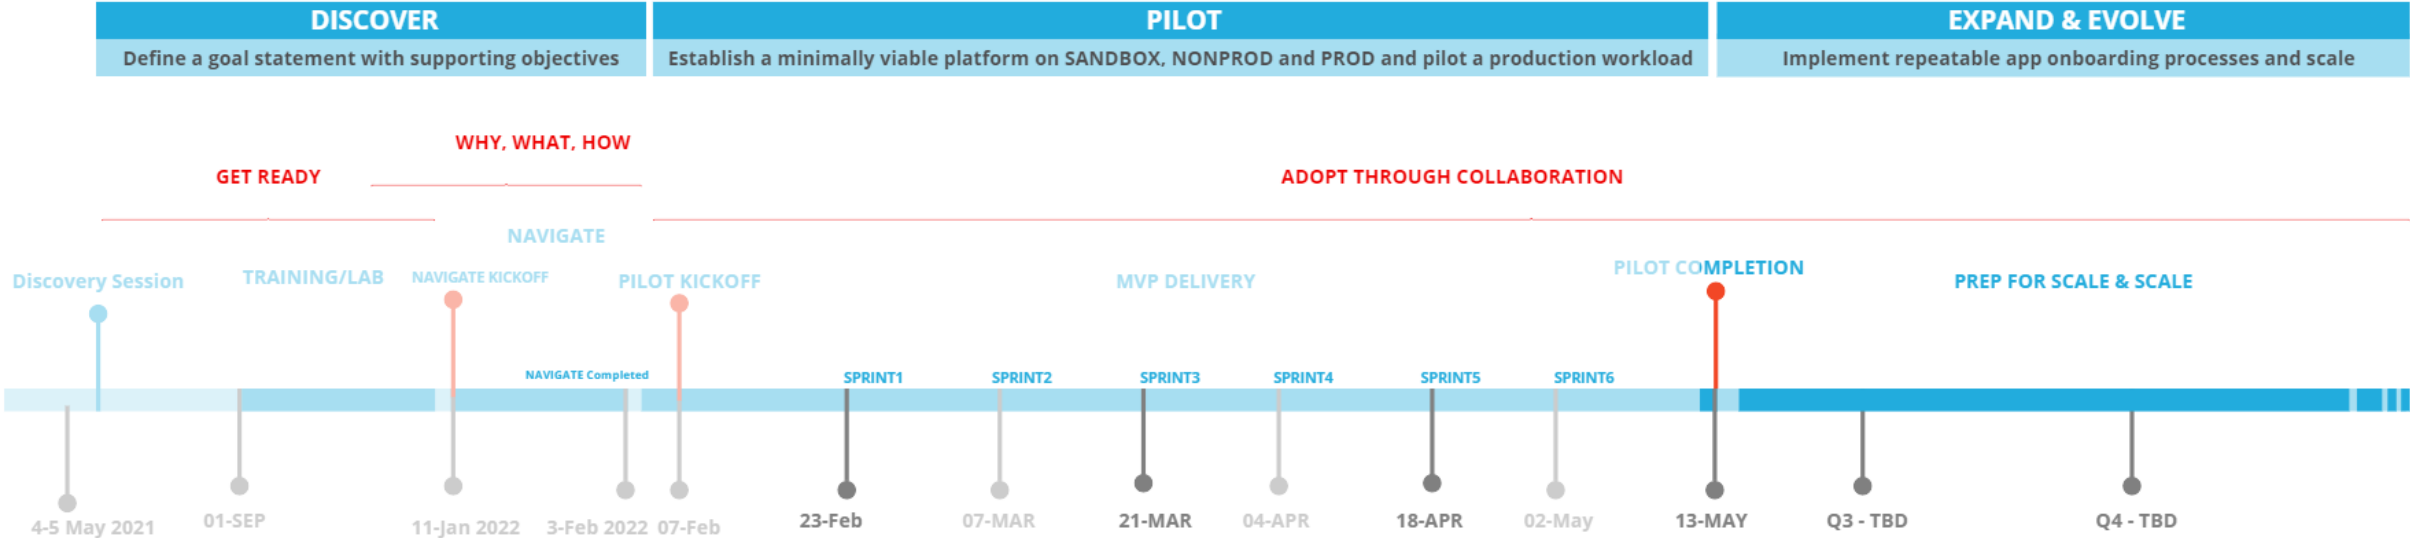 DISCOVER
PILOT
EXPAND & EVOLVE
Define a goal statement with supporting objectives
Establish a minimally viable platform on SANDBOX, NONPROD and PROD and pilot a production workload
Implement repeatable app onboarding processes and scale
WHY, WHAT, HOW
GET READY
ADOPT THROUGH COLLABORATION
NAVIGATE
Discovery Session
TRAINING/LAB
NAVIGATE KICKOFF
PILOT KICKOFF
MVP DELIVERY
PILOT COMPLETION
PREP FOR SCALE & SCALE
NAVIGATE Completed
SPRINT1
SPRINT2
SPRINT3
SPRINT4
SPRINT5
SPRINT6
4-5 May 2021
01-SEP
11-Jan 2022
3-Feb 2022
07-Feb
23-Feb
07-MAR
21-MAR
04-APR
18-APR
02-May
13-MAY
Q3 - TBD
Q4 - TBD